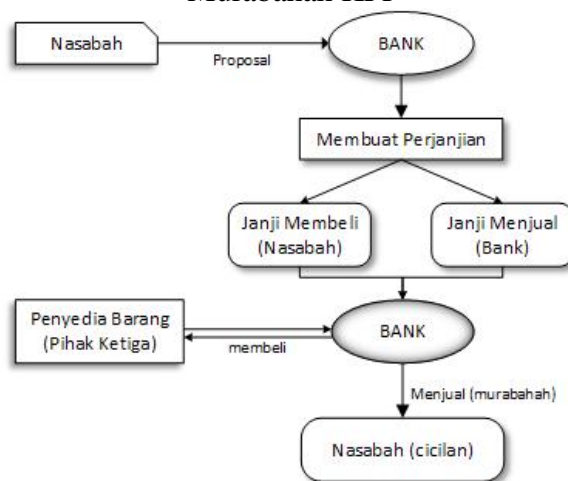 Murabahah KPP
Nasabah
Proposal
BANK
Membuat Perjanjian
Janji Membeli
(Nasabah)
Janji Menjual
(Bank)
Penyedia Barang
(Pihak Ketiga)
membeli
BANK
Menjual (murabahah)
Nasabah (cicilan)